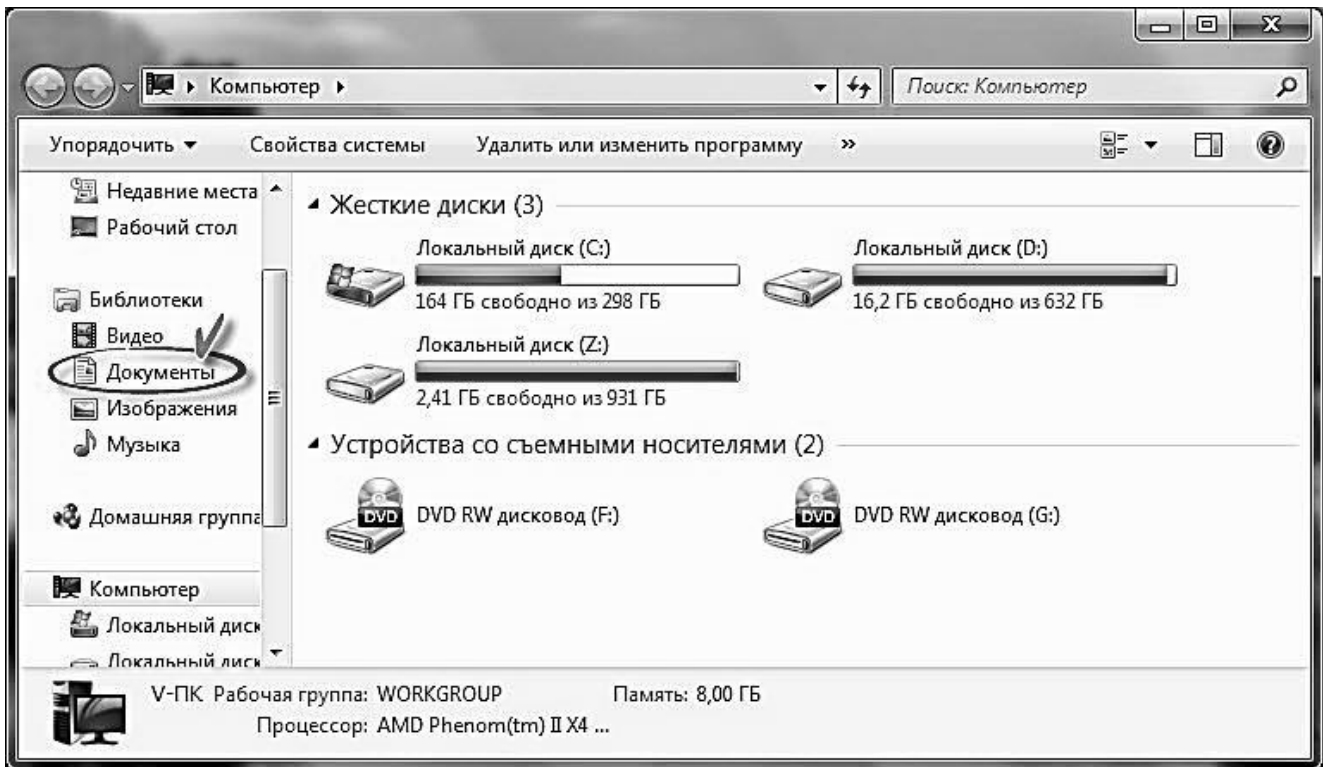 Компьютер
Поиск: Компьютер
Упорядочить
Свойства системы
Удалить или изменить программу
»
Недавние места
Рабочий стол
Библиотеки
Видео
Документы
Изображения
Музыка
Домашняя группа
Компьютер
Локальный диск
Локальный диск
Жесткие диски (3)
Локальный диск (C:)
164 ГБ свободно из 298 ГБ
Локальный диск (D:)
16,2 ГБ свободно из 632 ГБ
Локальный диск (Z:)
2,41 ГБ свободно из 931 ГБ
Устройства со съемными носителями (2)
DVD RW дисковод (F:)
DVD RW дисковод (G:)
V-ПК Рабочая группа: WORKGROUP Память: 8,00 ГБ
Процессор: AMD Phenom(tm) II X4 ...